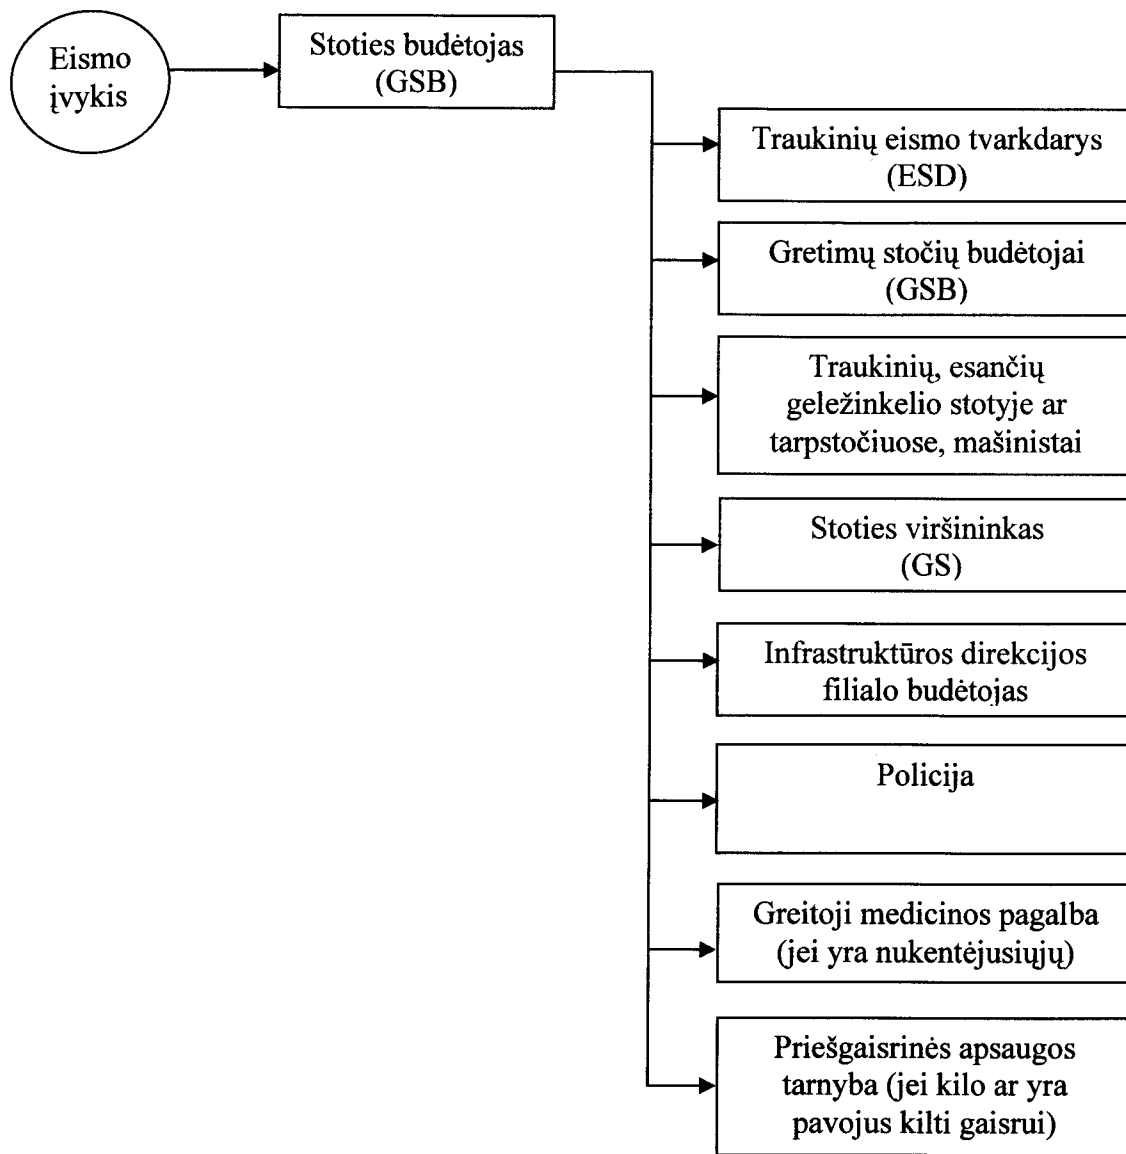 Eismo
įvykis
Stoties budėtojas
(GSB)
Traukinių eismo tvarkdarys
(ESD)
Gretimų stočių budėtojai
(GSB)
Traukinių, esančių
geležinkelio stotyje ar
tarpstočiuose, mašinistai
Stoties viršininkas
(GS)
Infrastruktūros direkcijos
filialo budėtojas
Policija
Greitoji medicinos pagalba
(jei yra nukentėjusiųjų)
Priešgaisrinės apsaugos
tarnyba (jei kilo ar yra
pavojus kilti gaisrui)